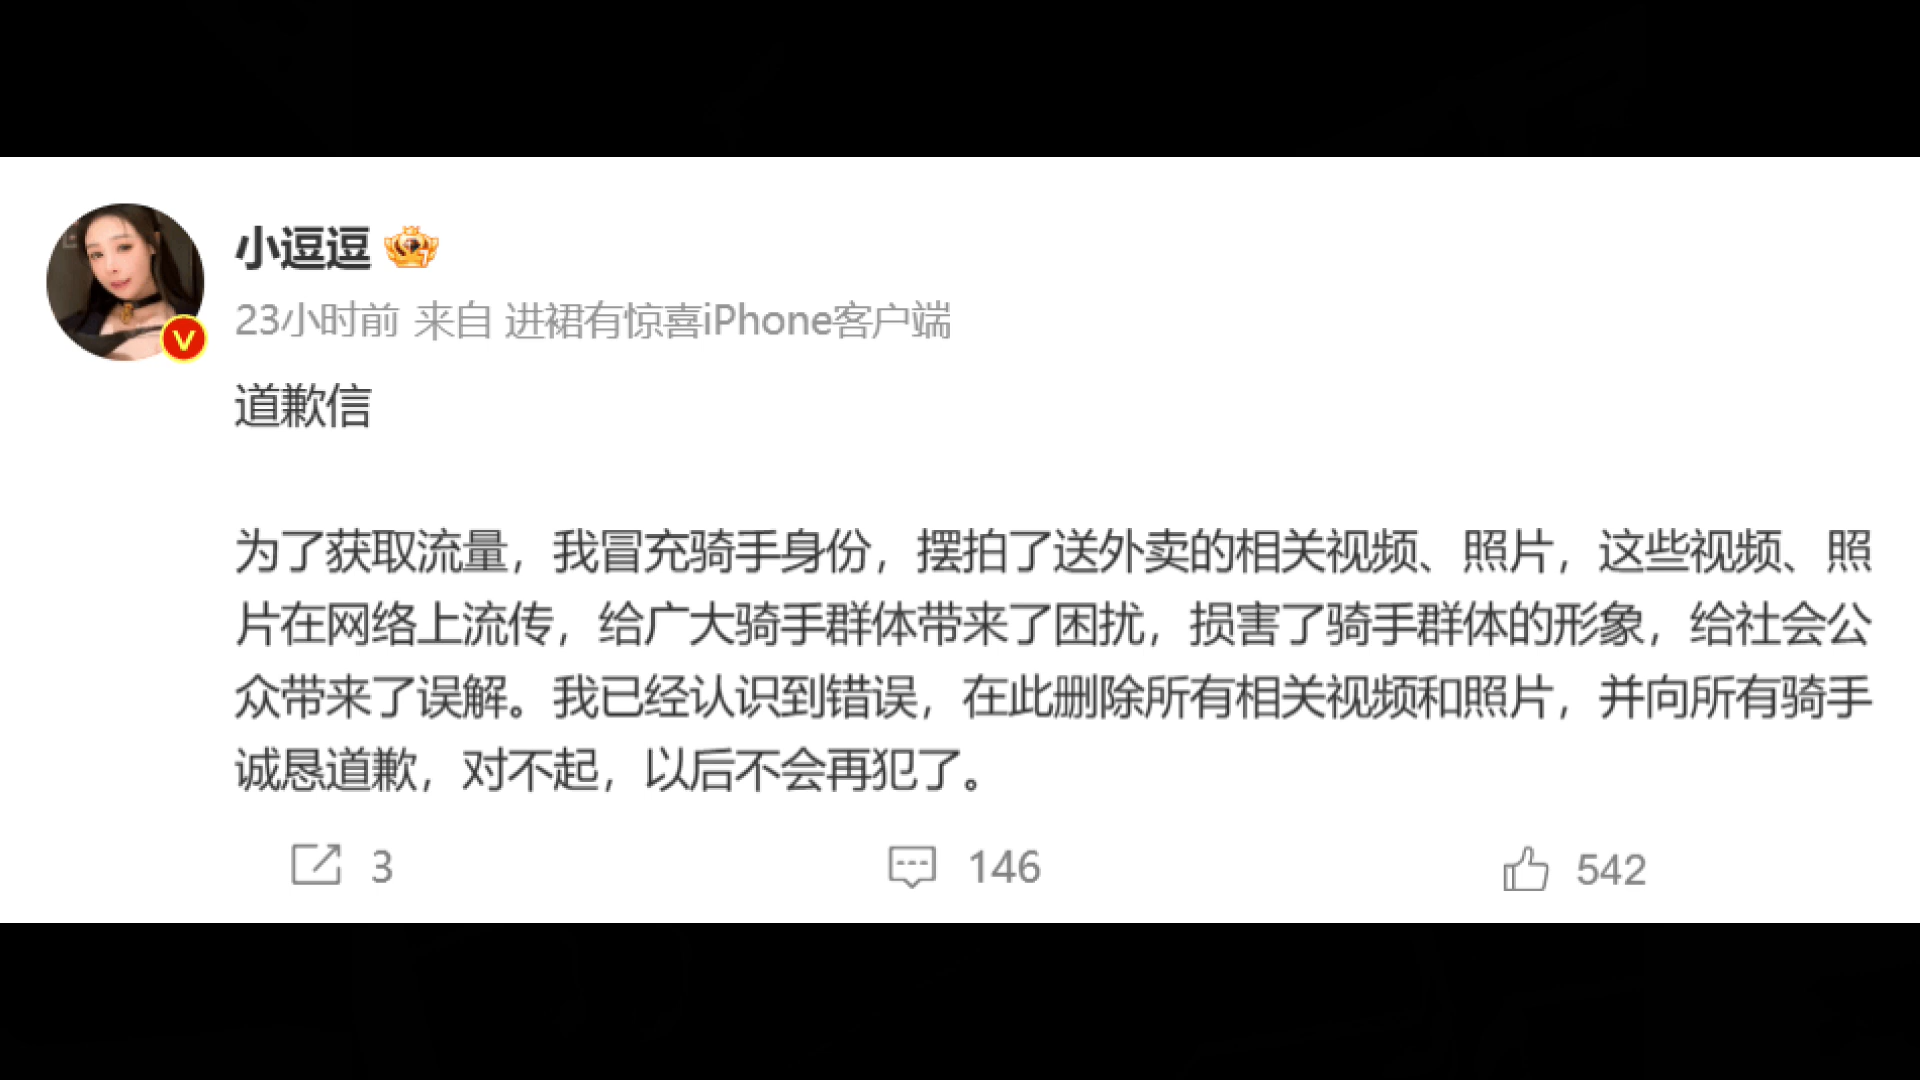 小逗逗
23小时前 来自 进裙有惊喜iPhone客户端
道歉信
为了获取流量，我冒充骑手身份，摆拍了送外卖的相关视频、照片，这些视频、照
片在网络上流传，给广大骑手群体带来了困扰，损害了骑手群体的形象，给社会公
众带来了误解。我已经认识到错误，在此删除所有相关视频和照片，并向所有骑手
诚恳道歉，对不起，以后不会再犯了。
3 146 542